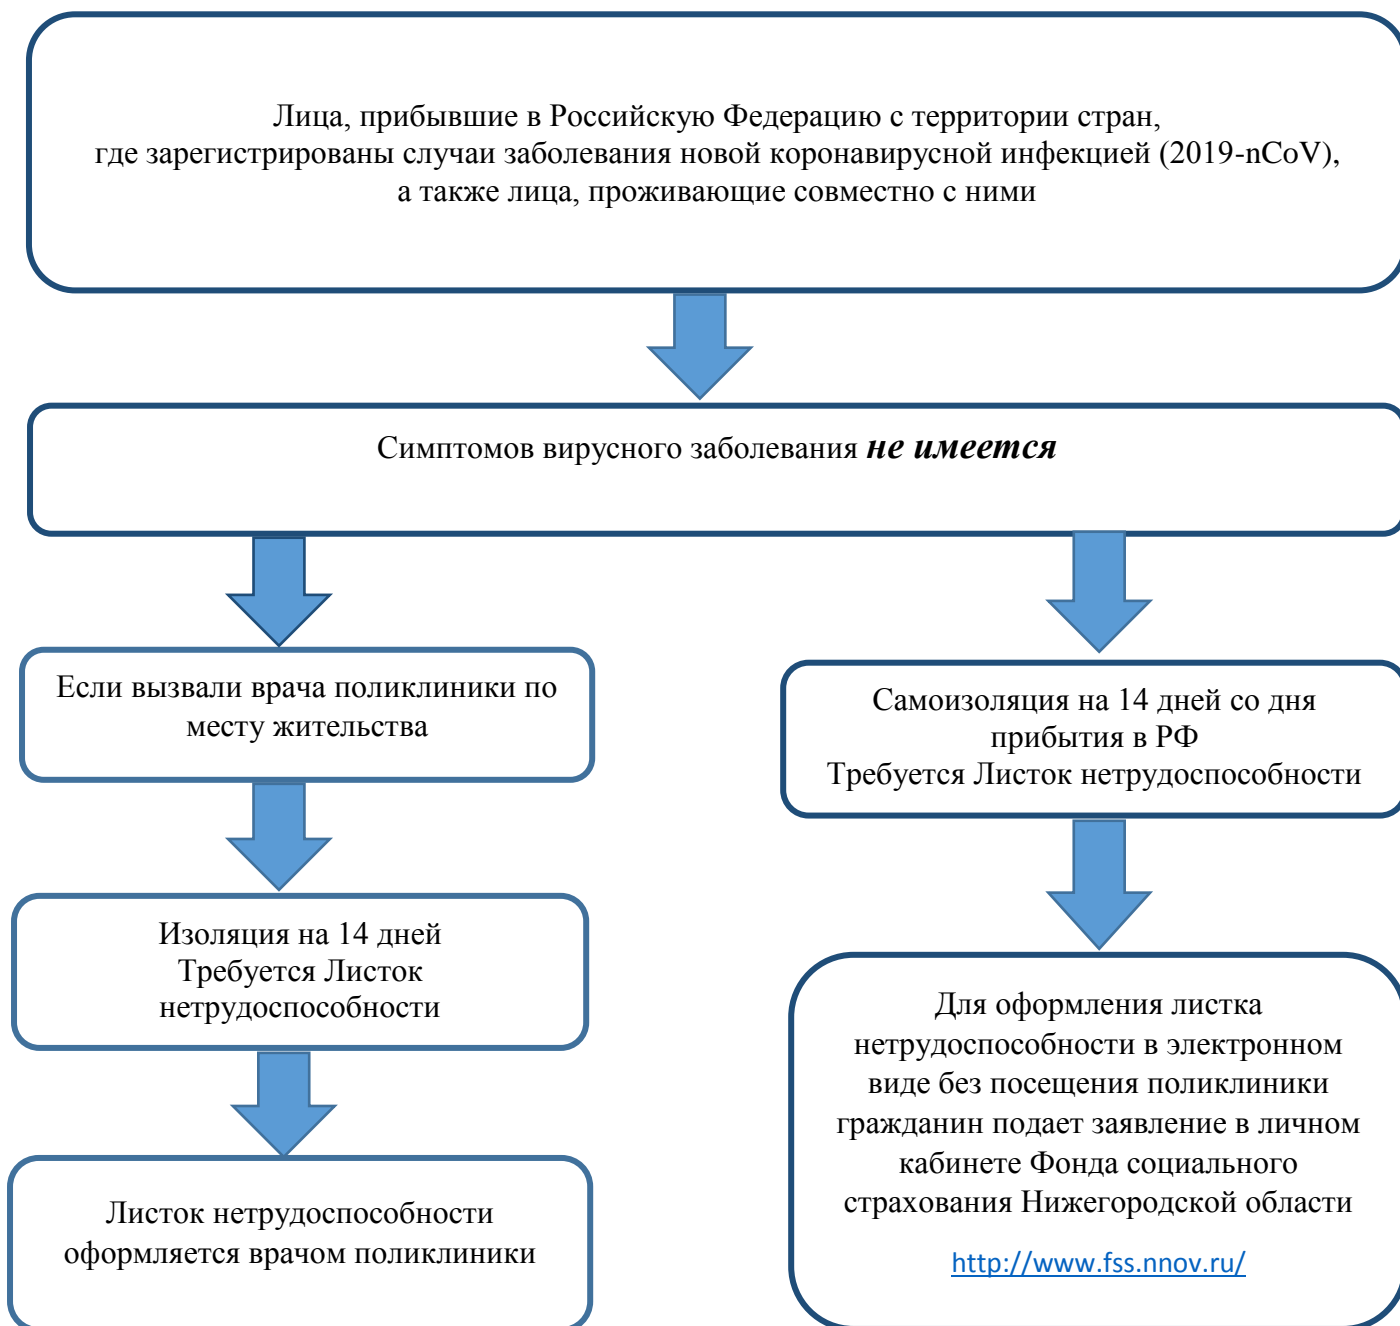 Лица, прибывшие в Российскую Федерацию с территории стран,
где зарегистрированы случаи заболевания новой коронавирусной инфекцией (2019-nCoV),
а также лица, проживающие совместно с ними
Симптомов вирусного заболевания не имеется
Если вызвали врача поликлиники по
месту жительства
Изоляция на 14 дней
Требуется Листок
нетрудоспособности
Листок нетрудоспособности
оформляется врачом поликлиники
Самоизоляция на 14 дней со дня
прибытия в РФ
Требуется Листок нетрудоспособности
Для оформления листка
нетрудоспособности в электронном
виде без посещения поликлиники
гражданин подает заявление в личном
кабинете Фонда социального
страхования Нижегородской области
http://www.fss.nnov.ru/